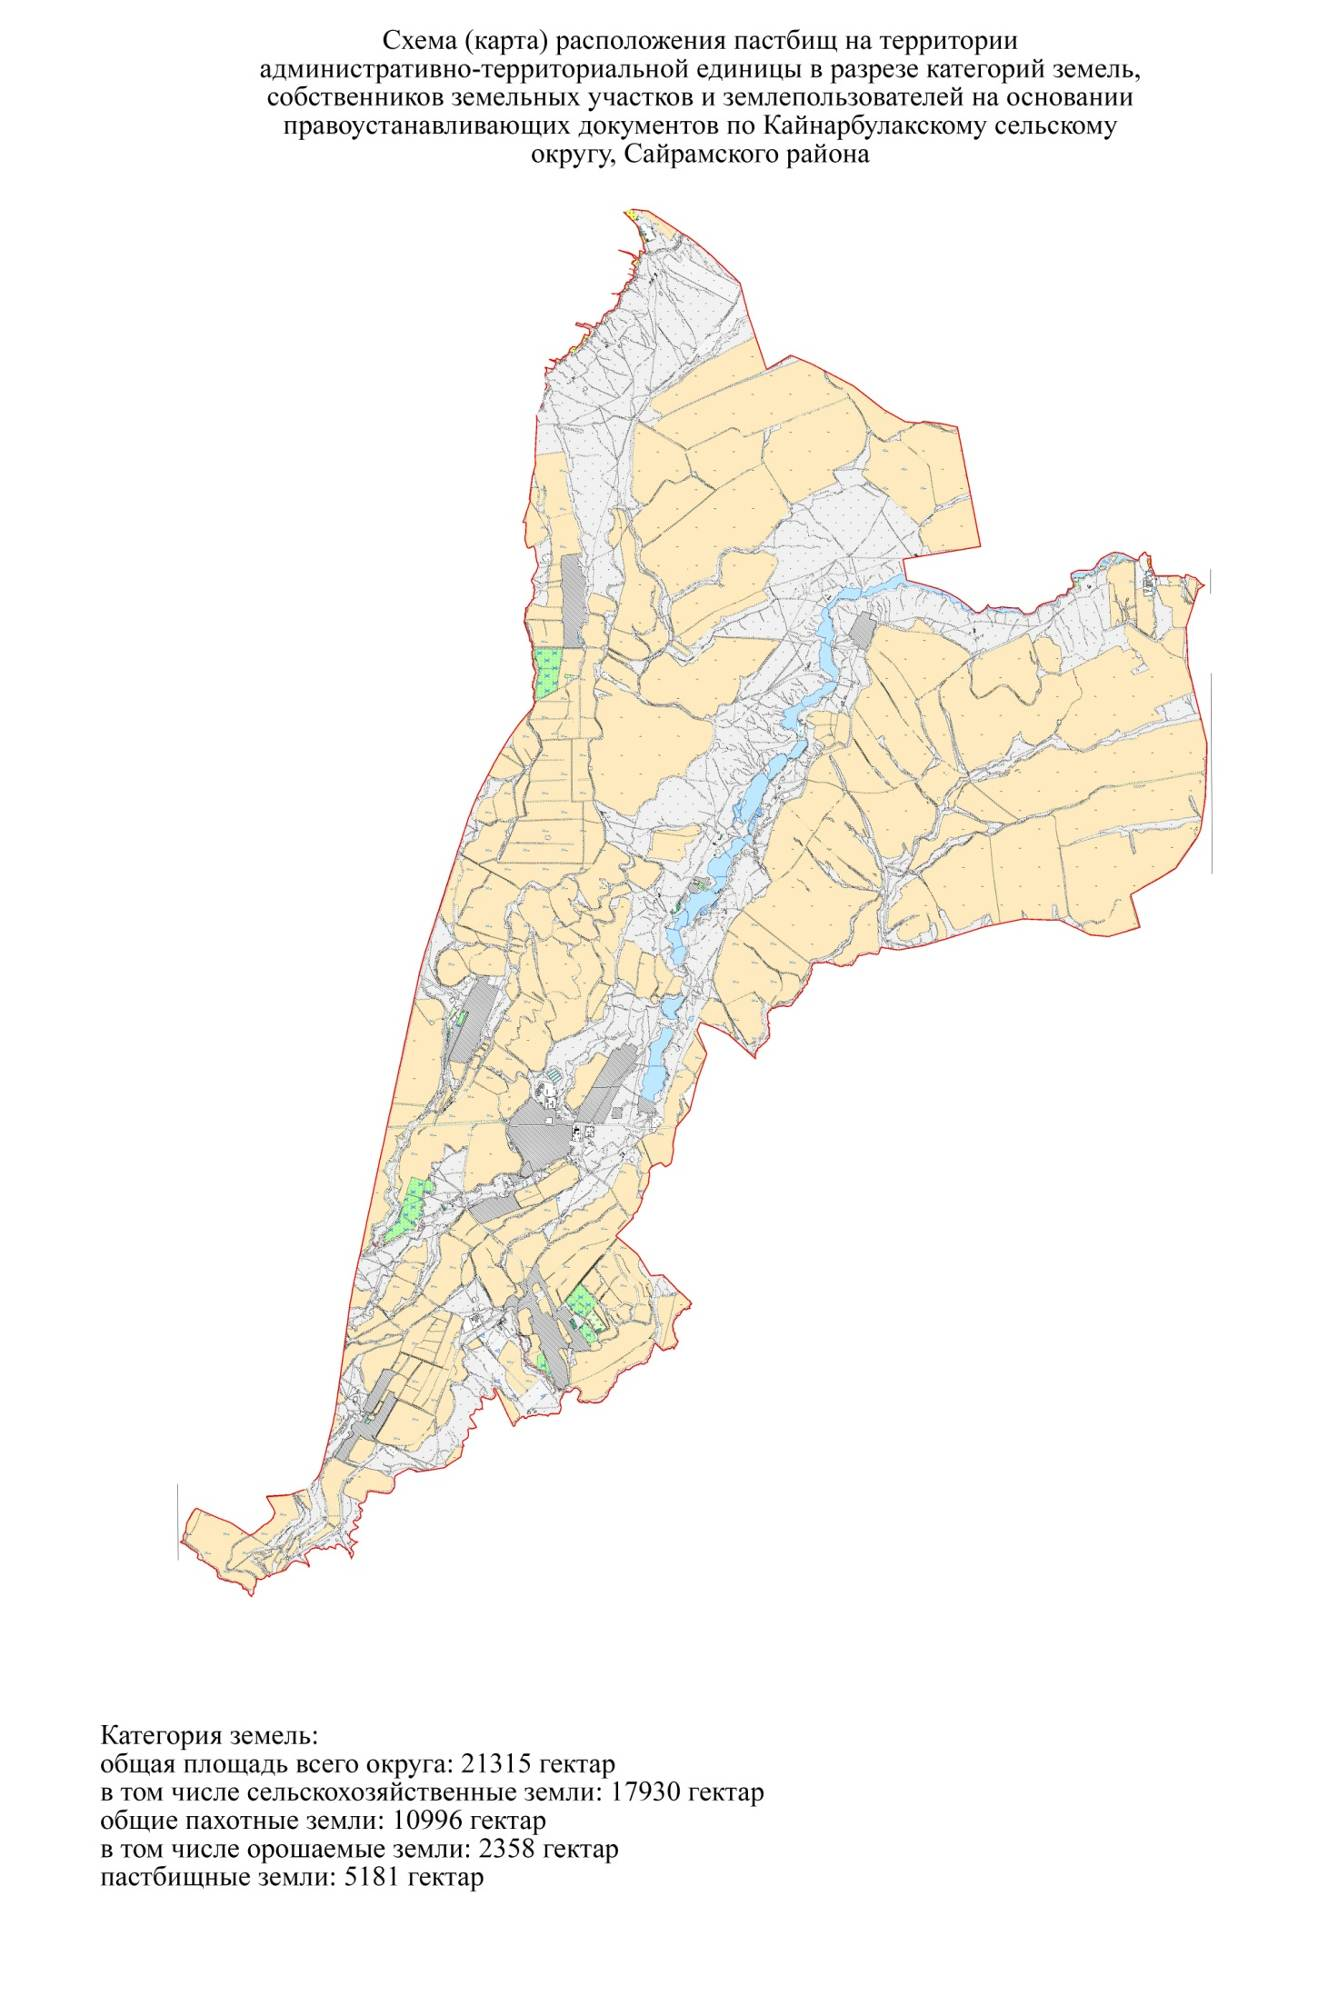 Схема (карта) расположения пастбищ на территории
административно-территориальной единицы в разрезе категорий земель,
собственников земельных участков и землепользователей на основании
правоустанавливающих документов по Кайнарбулакскому сельскому
округу, Сайрамского района
Категория земель:
общая площадь всего округа: 21315 гектар
в том числе сельскохозяйственные земли: 17930 гектар
общие пахотные земли: 10996 гектар
в том числе орошаемые земли: 2358 гектар
пастбищные земли: 5181 гектар